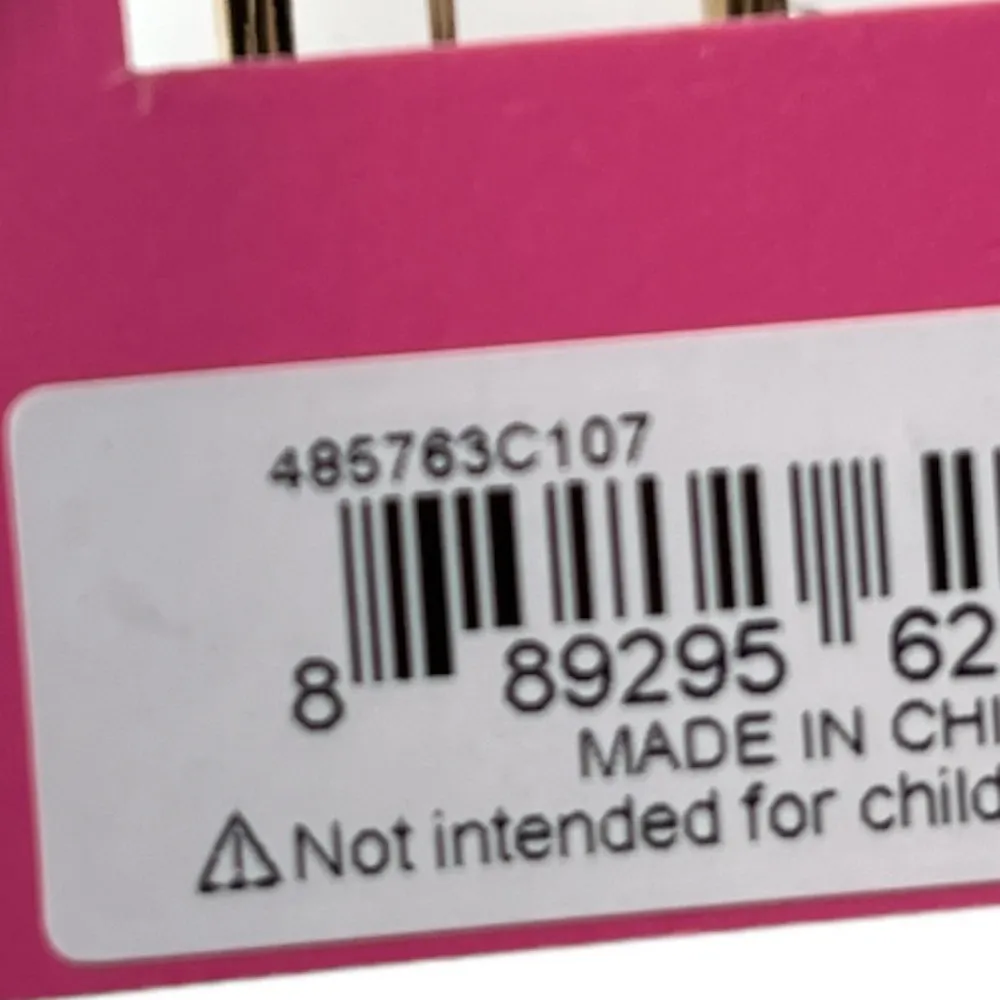 485763C107
8 89295 62
MADE IN CHI
Not intended for child